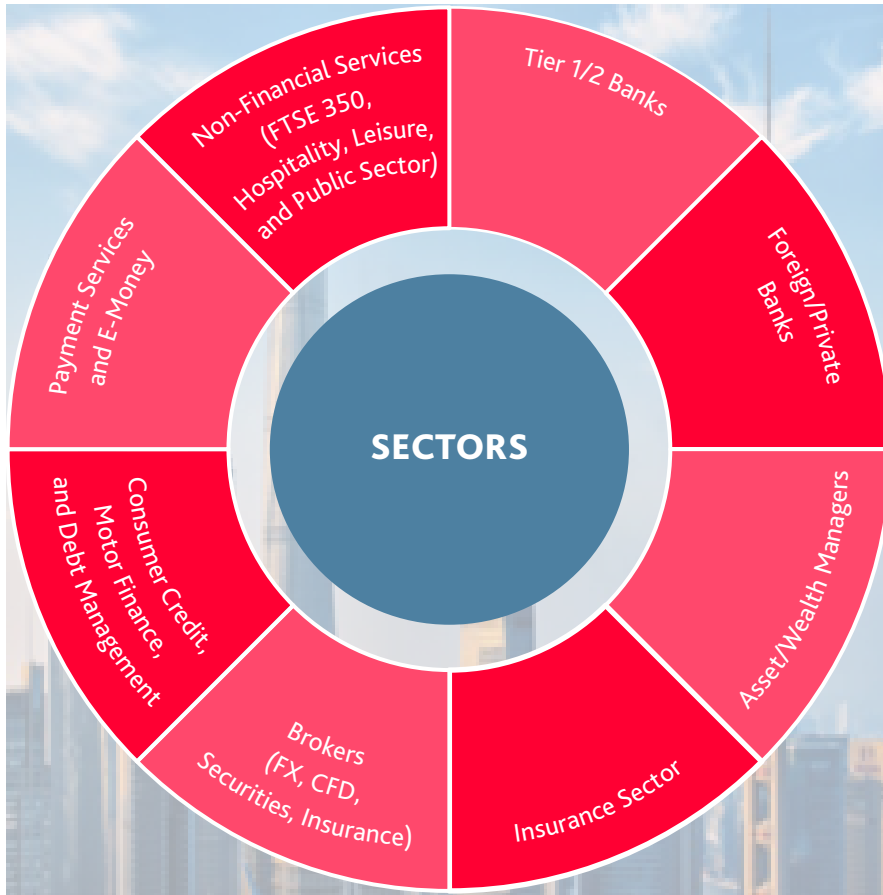 SECTORS
Tier 1/2 Banks
Foreign/Private
Banks
Asset/Wealth Managers
Insurance Sector
Brokers
(FX, CFD,
Securities, Insurance)
Consumer Credit,
Motor Finance,
and Debt Management
Payment Services
and E-Money
Non-Financial Services
(FTSE 350,
Hospitality, Leisure,
and Public Sector)